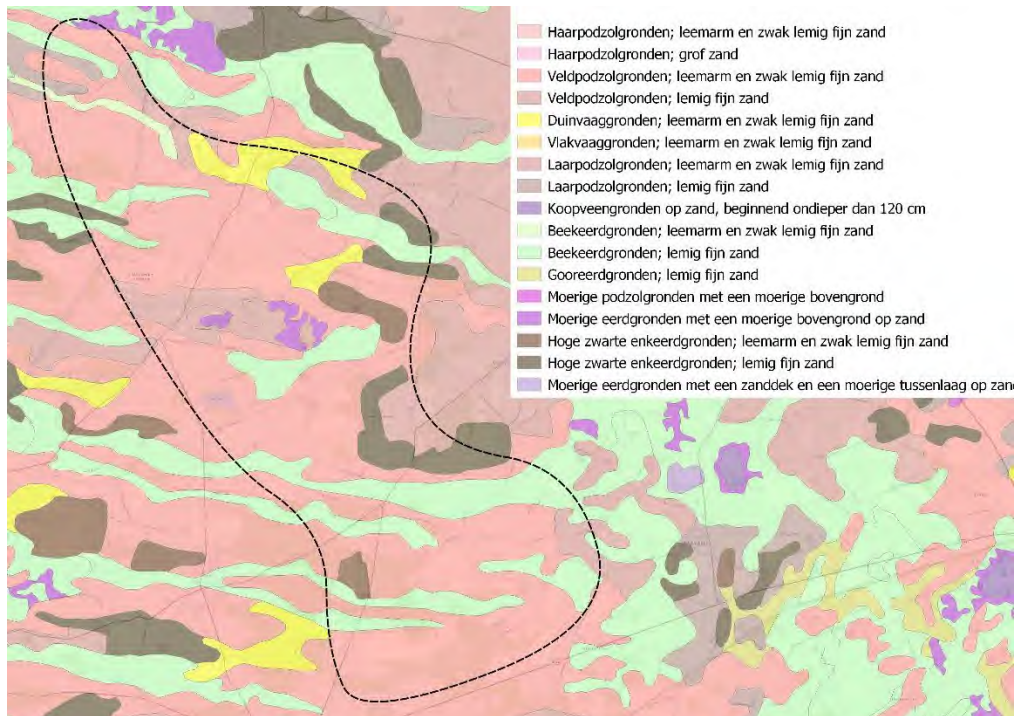 Haarpodzolgronden; leemarm en zwak lemig fijn zand
Haarpodzolgronden; grof zand
Veldpodzolgronden; leemarm en zwak lemig fijn zand
Veldpodzolgronden; lemig fijn zand
Duinvaaggronden; leemarm en zwak lemig fijn zand
Vlakvaaggronden; leemarm en zwak lemig fijn zand
Laarpodzolgronden; leemarm en zwak lemig fijn zand
Laarpodzolgronden; lemig fijn zand
Koopveengronden op zand, beginnend ondieper dan 120 cm
Beekeerdgronden; leemarm en zwak lemig fijn zand
Beekeerdgronden; lemig fijn zand
Gooreerdgronden; lemig fijn zand
Moerige podzolgronden met een moerige bovengrond
Moerige eerdgronden met een moerige bovengrond op zand
Hoge zwarte enkeerdgronden; leemarm en zwak lemig fijn zand
Hoge zwarte enkeerdgronden; lemig fijn zand
Moerige eerdgronden met een zanddek en een moerige tussenlaag op zand